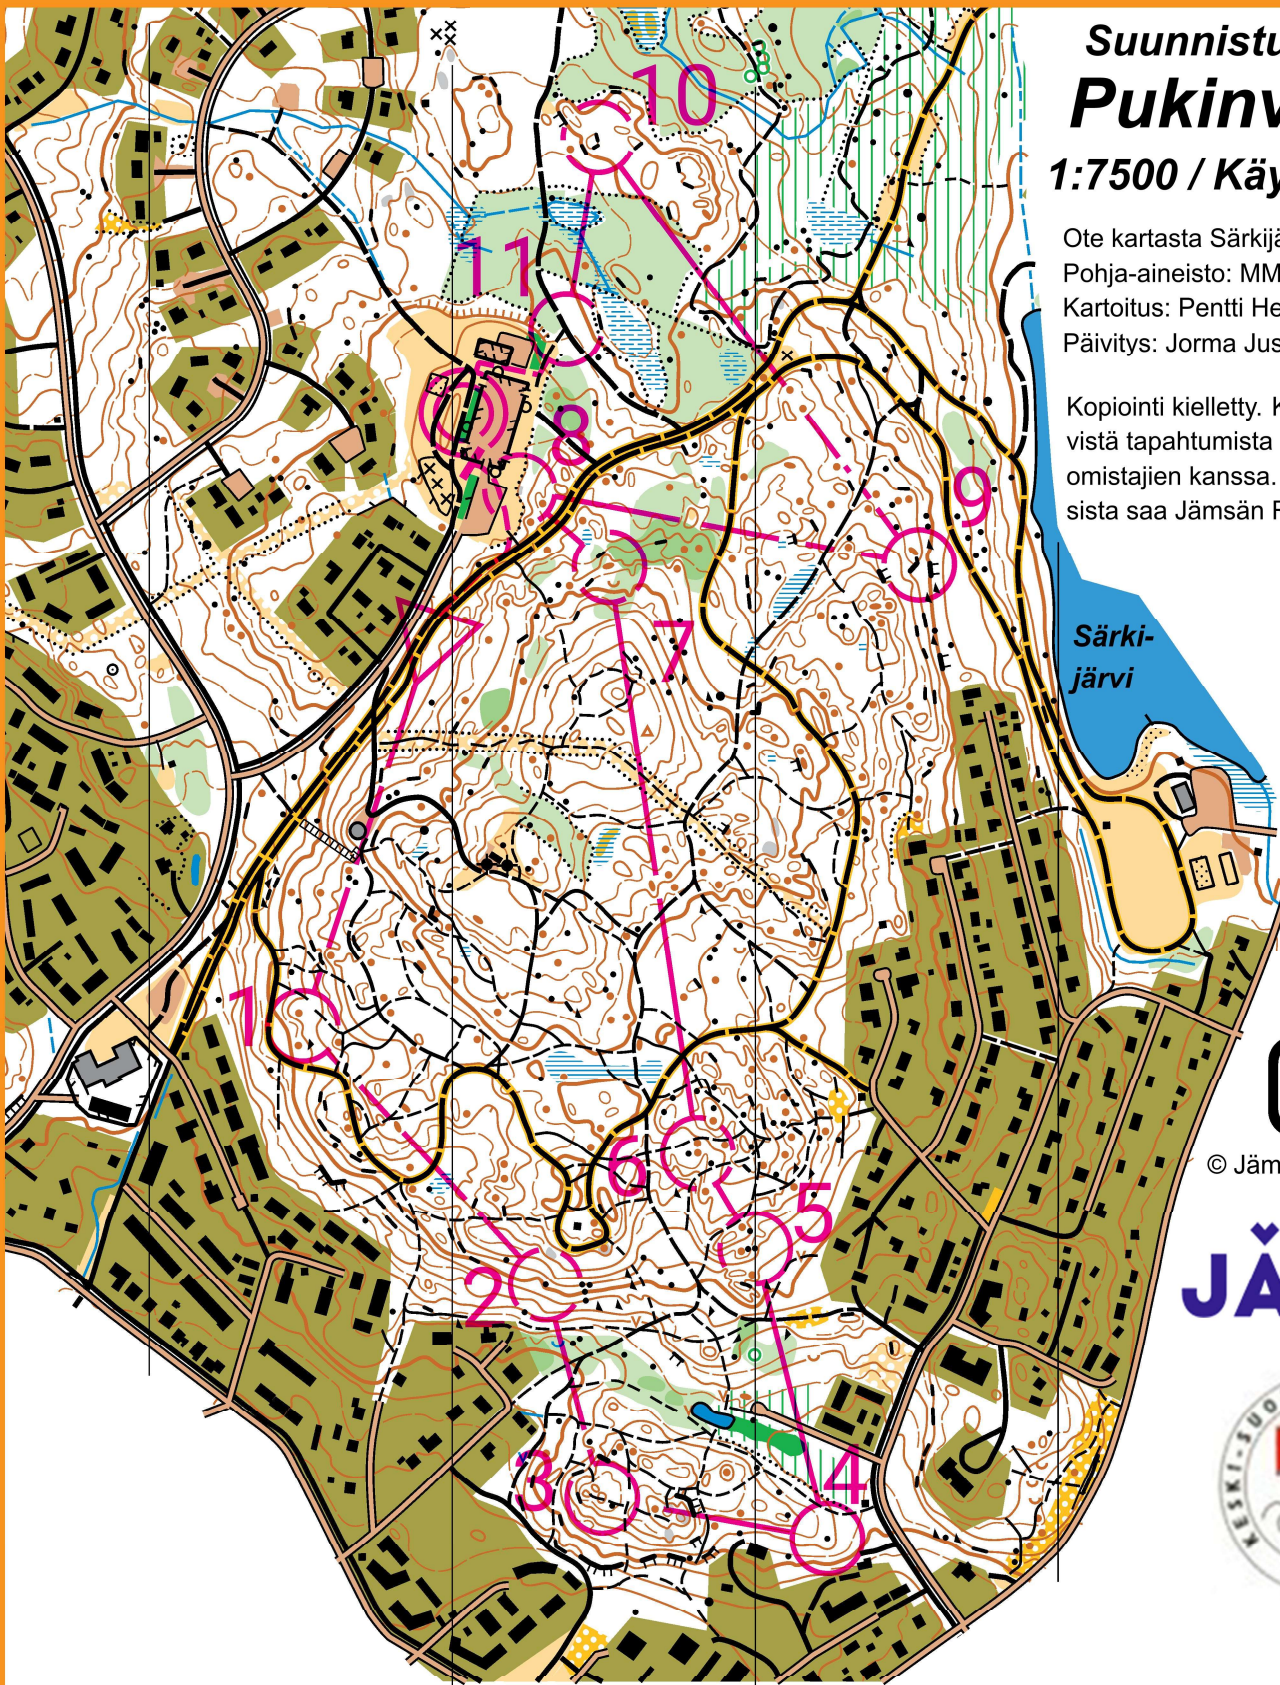 Suunnistu
Pukinv
1:7500 / Käy
Ote kartasta Särkijä
Pohja-aineisto: MM
Kartoitus: Pentti He
Päivitys: Jorma Jus
Kopiointi kielletty. K
vistä tapahtumista
omistajien kanssa.
sista saa Jämsän R
10
11
8
9
7
Särki-
järvi
1
6
5
2
3
4
© Jäm
JÄ
KESKI-SUO